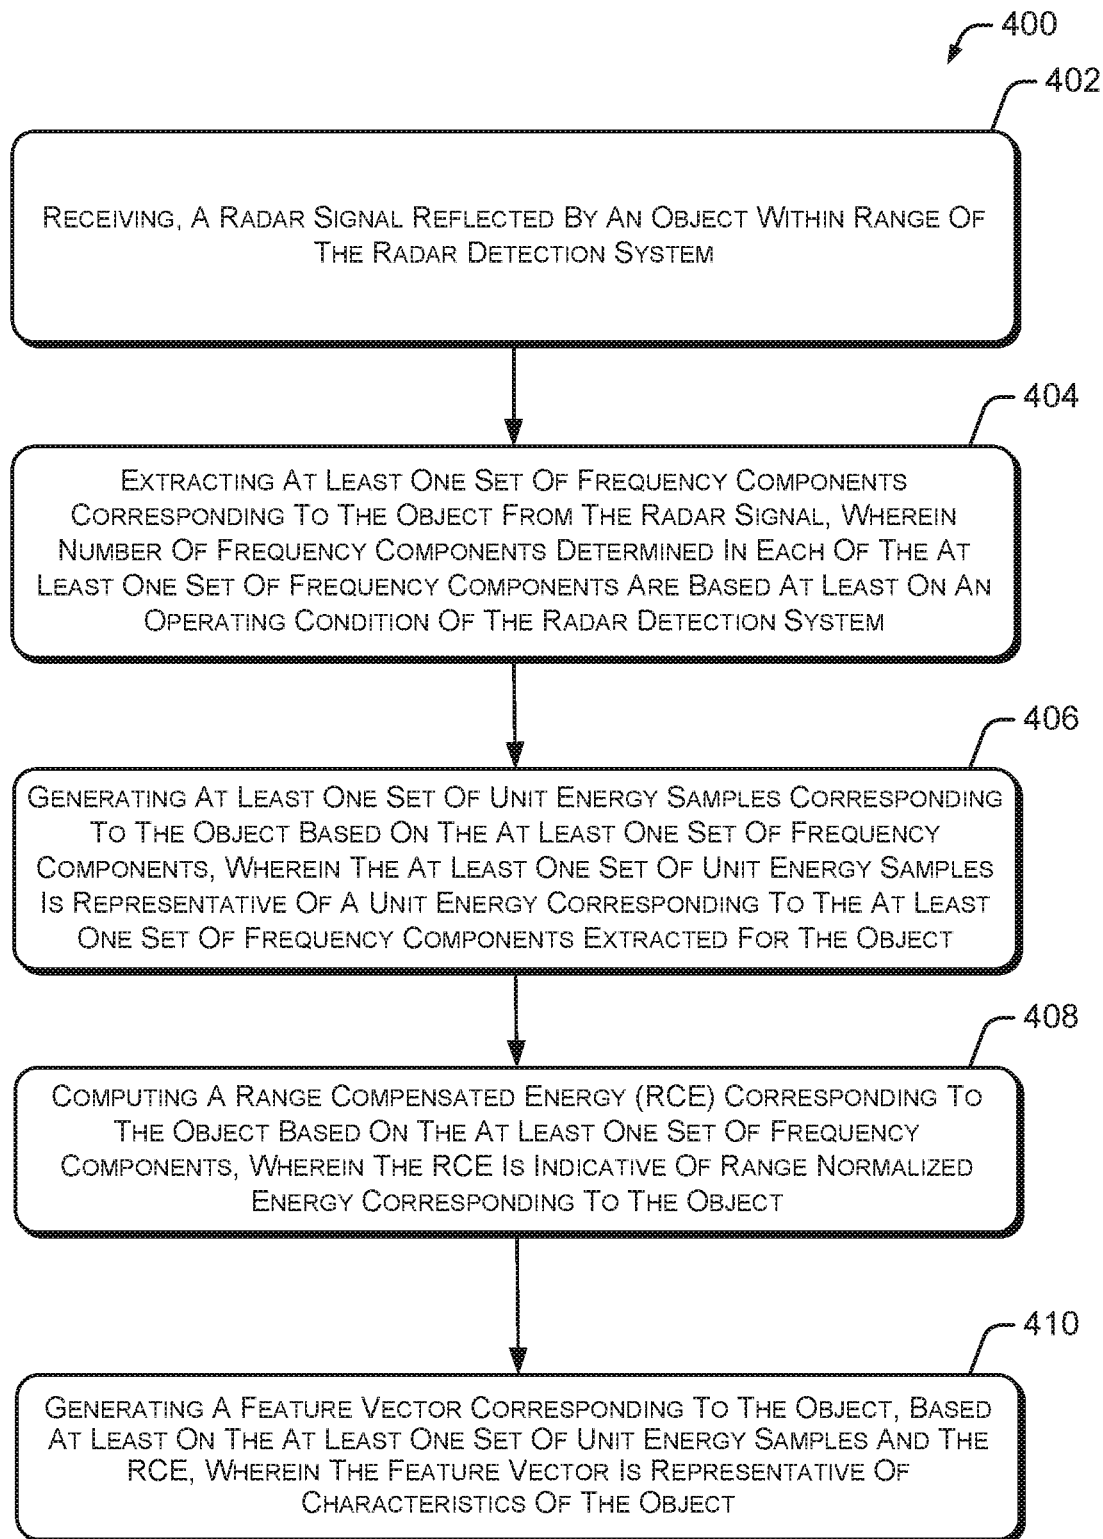 400
402
RECEIVING, A RADAR SIGNAL REFLECTED BY AN OBJECT WITHIN RANGE OF
THE RADAR DETECTION SYSTEM
404
EXTRACTING AT LEAST ONE SET OF FREQUENCY COMPONENTS
CORRESPONDING TO THE OBJECT FROM THE RADAR SIGNAL, WHEREIN
NUMBER OF FREQUENCY COMPONENTS DETERMINED IN EACH OF THE AT
LEAST ONE SET OF FREQUENCY COMPONENTS ARE BASED AT LEAST ON AN
OPERATING CONDITION OF THE RADAR DETECTION SYSTEM
406
GENERATING AT LEAST ONE SET OF UNIT ENERGY SAMPLES CORRESPONDING
TO THE OBJECT BASED ON THE AT LEAST ONE SET OF FREQUENCY
COMPONENTS, WHEREIN THE AT LEAST ONE SET OF UNIT ENERGY SAMPLES
IS REPRESENTATIVE OF A UNIT ENERGY CORRESPONDING TO THE AT LEAST
ONE SET OF FREQUENCY COMPONENTS EXTRACTED FOR THE OBJECT
408
COMPUTING A RANGE COMPENSATED ENERGY (RCE) CORRESPONDING TO
THE OBJECT BASED ON THE AT LEAST ONE SET OF FREQUENCY
COMPONENTS, WHEREIN THE RCE IS INDICATIVE OF RANGE NORMALIZED
ENERGY CORRESPONDING TO THE OBJECT
410
GENERATING A FEATURE VECTOR CORRESPONDING TO THE OBJECT, BASED
AT LEAST ON THE AT LEAST ONE SET OF UNIT ENERGY SAMPLES AND THE
RCE, WHEREIN THE FEATURE VECTOR IS REPRESENTATIVE OF
CHARACTERISTICS OF THE OBJECT